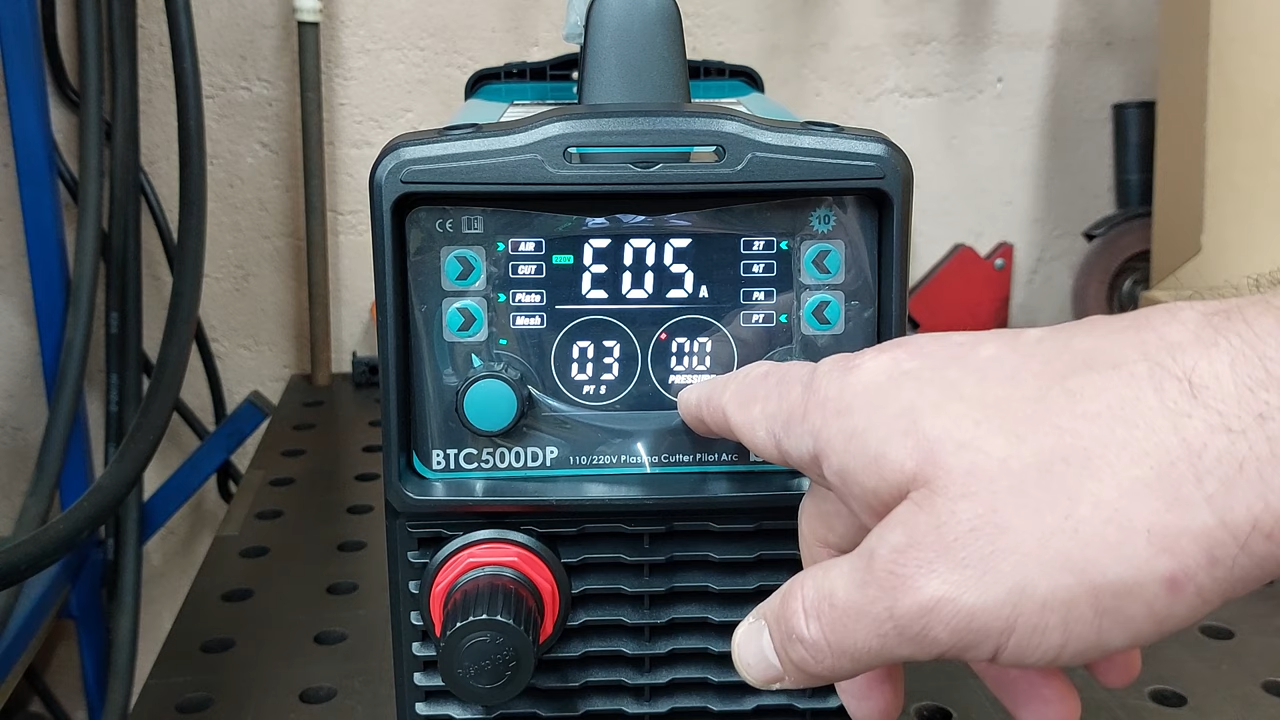 CE
10
AIR
CUT
Plate
Mesh
220V
E05 A
2T
4T
PA
PT
03
PT S
00
PRESSURE
BTC500DP 110/220V Plasma Cutter Pilot Arc